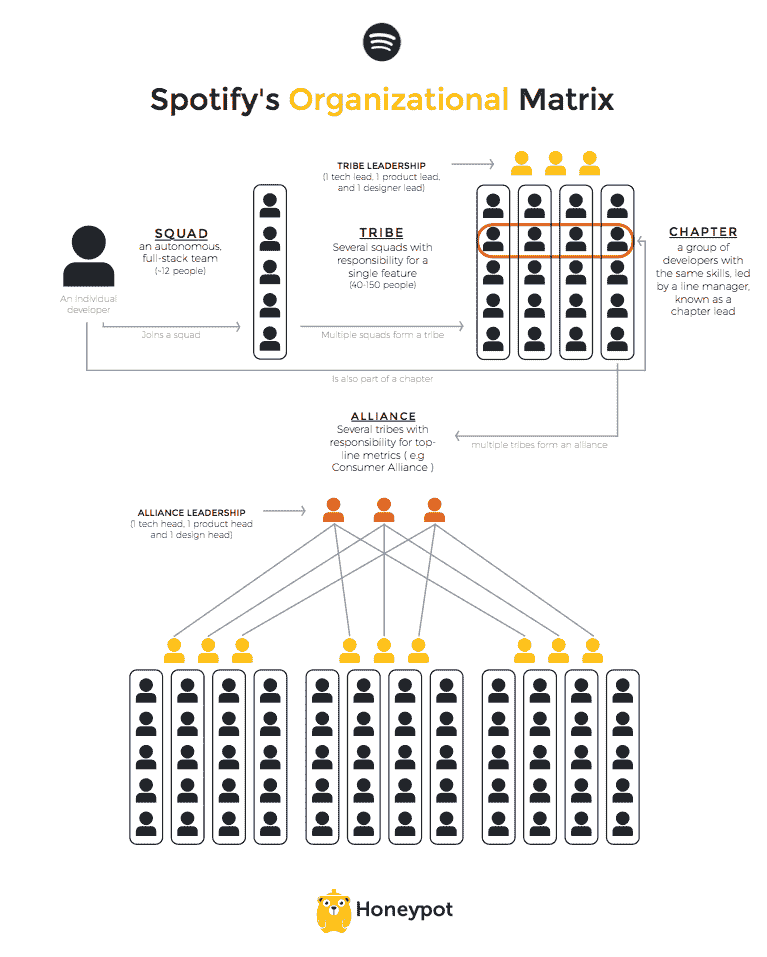 Spotify's Organizational Matrix
TRIBE LEADERSHIP
(1 tech lead, 1 product lead,
and 1 designer lead)
SQUAD
an autonomous,
full-stack team
(~12 people)
TRIBE
Several squads with
responsibility for a
single feature
(40-150 people)
CHAPTER
a group of
developers with
the same skills, led
by a line manager,
known as a
chapter lead
An individual
developer
Joins a squad
Multiple squads form a tribe
Is also part of a chapter
ALLIANCE
Several tribes with
responsibility for top-
line metrics ( e.g
Consumer Alliance )
multiple tribes form an alliance
ALLIANCE LEADERSHIP
(1 tech head, 1 product head
and 1 design head)
Honeypot